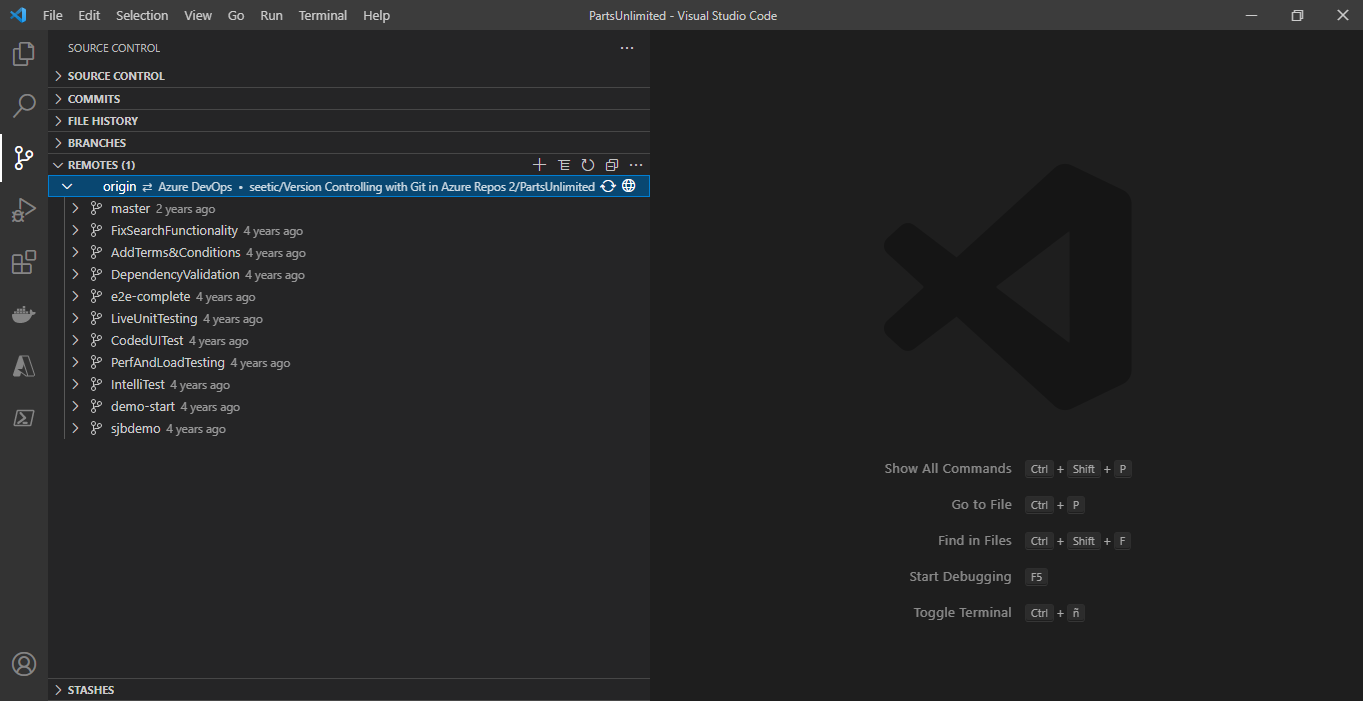 File Edit Selection View Go Run Terminal Help PartsUnlimited - Visual Studio Code
SOURCE CONTROL
SOURCE CONTROL
COMMITS
FILE HISTORY
BRANCHES
REMOTES (1)
origin ⇄ Azure DevOps • seetic/Version Controlling with Git in Azure Repos 2/PartsUnlimited
master 2 years ago
FixSearchFunctionality 4 years ago
AddTerms&Conditions 4 years ago
DependencyValidation 4 years ago
e2e-complete 4 years ago
LiveUnitTesting 4 years ago
CodedUITest 4 years ago
PerfAndLoadTesting 4 years ago
IntelliTest 4 years ago
demo-start 4 years ago
sjbdemo 4 years ago
STASHES
Show All Commands Ctrl + Shift + P
Go to File Ctrl + P
Find in Files Ctrl + Shift + F
Start Debugging F5
Toggle Terminal Ctrl + ñ